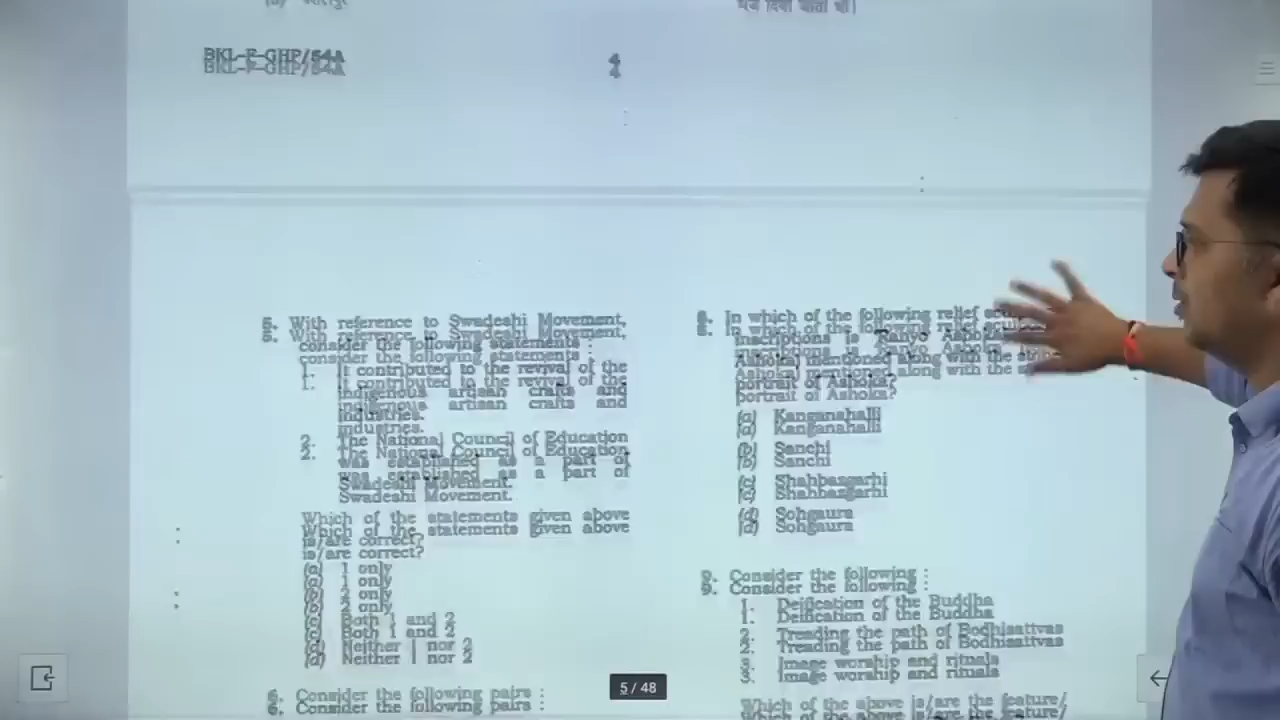 BKL-F-GHP/54A
4
5. With reference to Swadeshi Movement,
consider the following statements :
1. It contributed to the revival of the
indigenous artisan crafts and
industries.
2. The National Council of Education
was established as a part of
Swadeshi Movement.
Which of the statements given above
is/are correct?
(a) 1 only
(b) 2 only
(c) Both 1 and 2
(d) Neither 1 nor 2
6. Consider the following pairs :
8. In which of the following relief
inscriptions is 'Ranyo Ashoka'
Ashoka) mentioned along with the
portrait of Ashoka?
(a) Kanganahalli
(b) Sanchi
(c) Shahbazgarhi
(d) Sohgaura
9. Consider the following :
1. Deification of the Buddha
2. Treading the path of Bodhisattvas
3. Image worship and rituals
Which of the above is/are the feature/
5 / 48